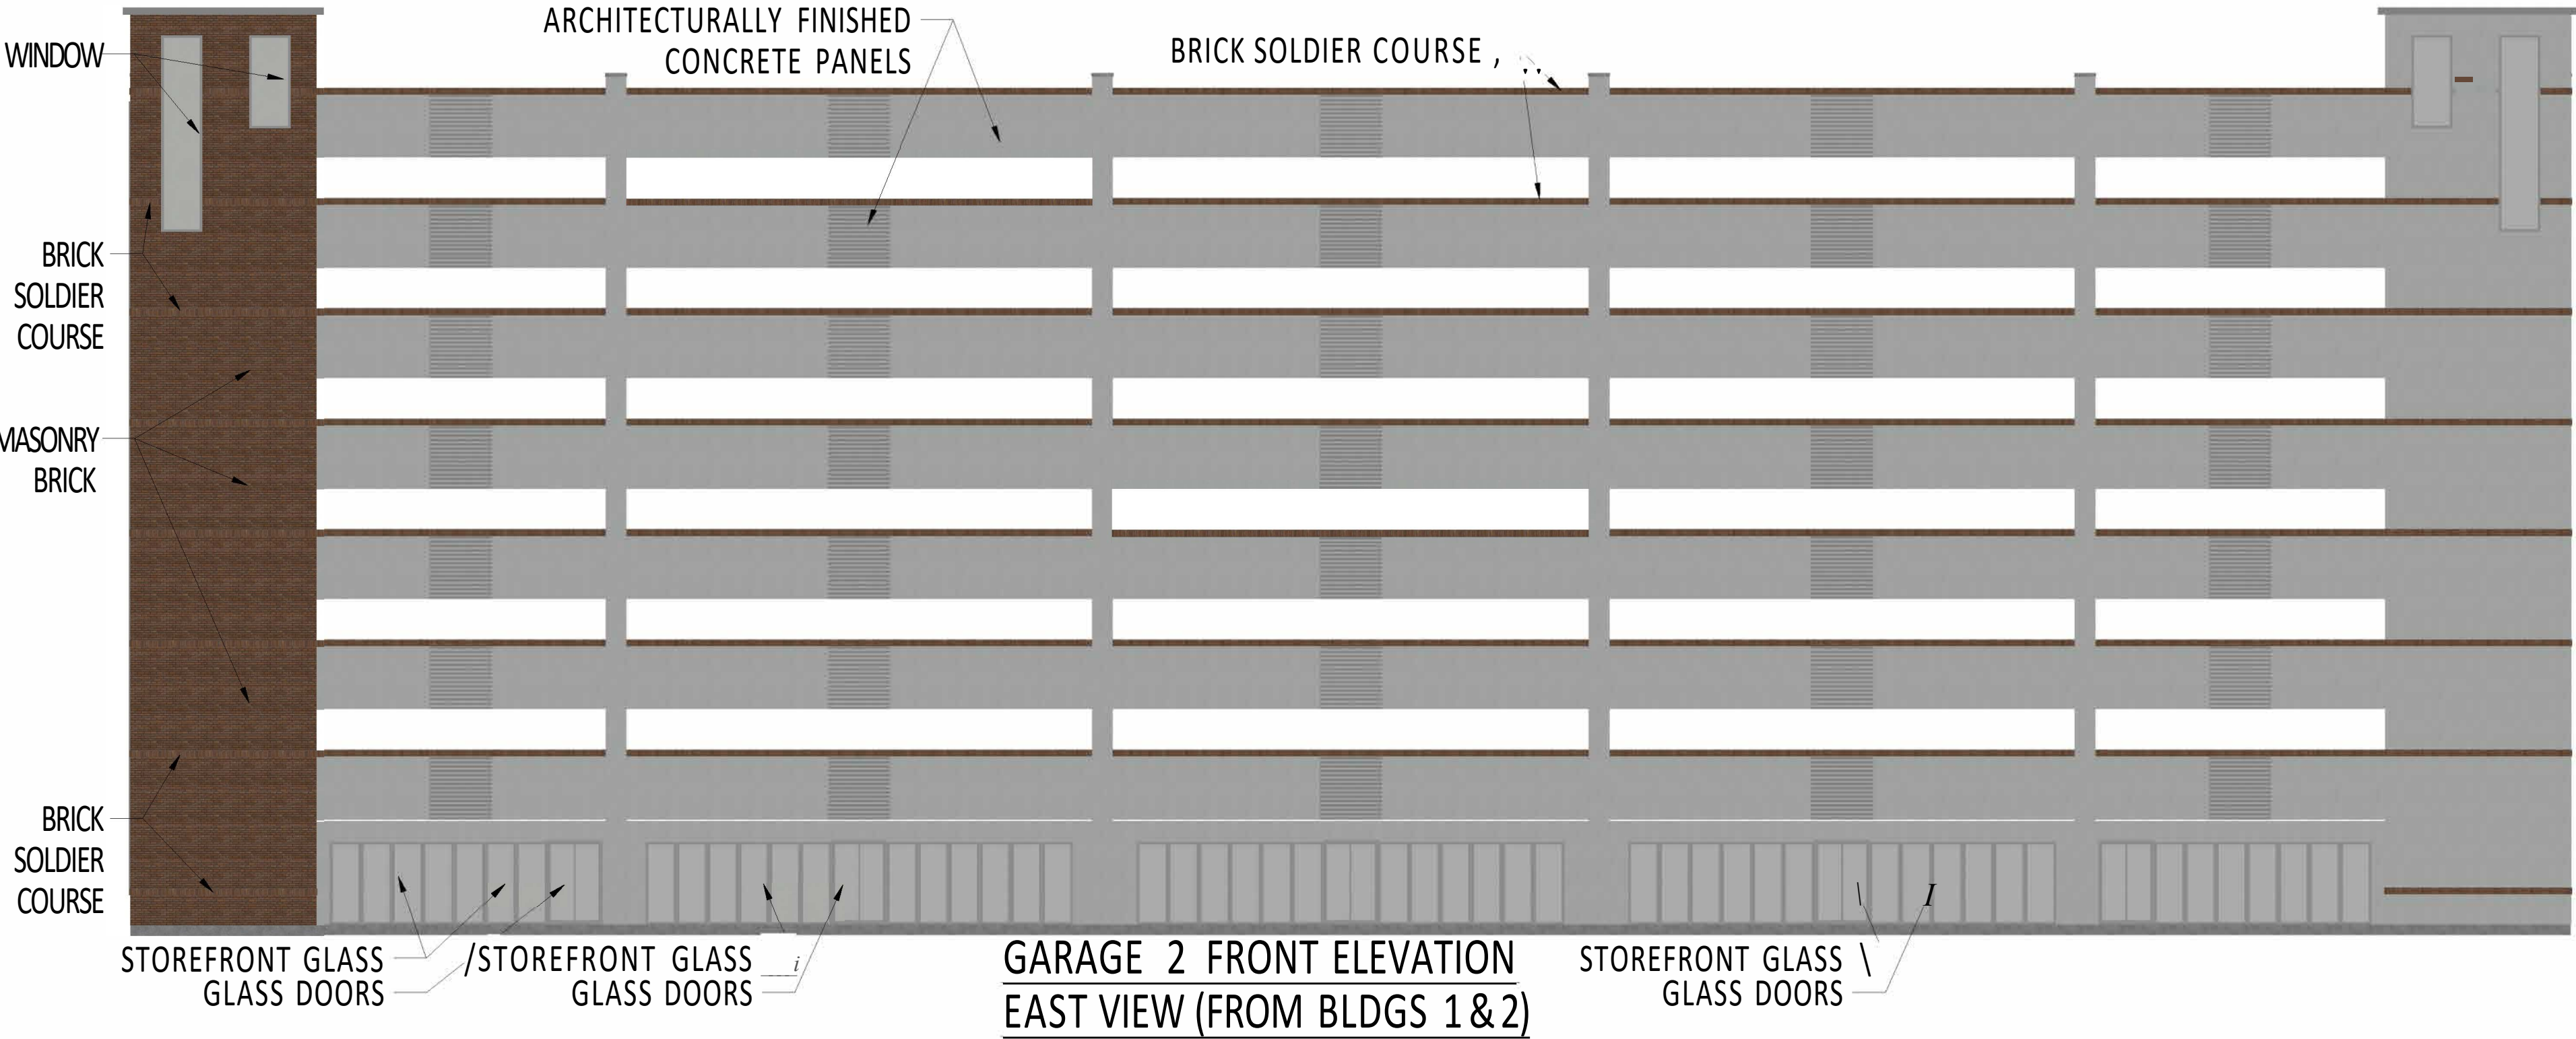 ARCHITECTURALLY FINISHED
CONCRETE PANELS
BRICK SOLDIER COURSE ,
WINDOW
BRICK
SOLDIER
COURSE
MASONRY
BRICK
BRICK
SOLDIER
COURSE
STOREFRONT GLASS
GLASS DOORS
/STOREFRONT GLASS
GLASS DOORS
GARAGE 2 FRONT ELEVATION
EAST VIEW (FROM BLDGS 1 & 2)
STOREFRONT GLASS \
GLASS DOORS